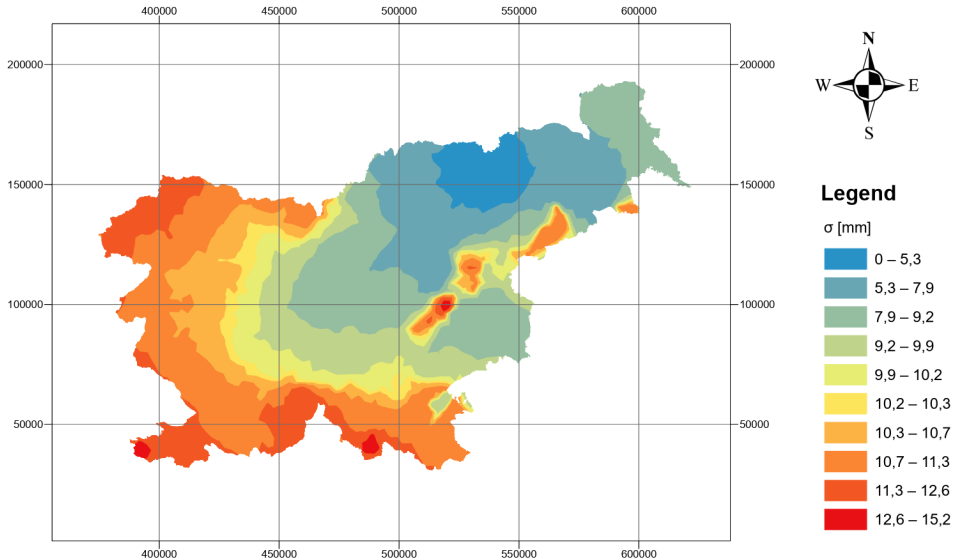 400000 450000 500000 550000 600000
200000 200000
150000 150000
100000 100000
50000 50000
400000 450000 500000 550000 600000
N
W E
S
Legend
σ [mm]
0 – 5,3
5,3 – 7,9
7,9 – 9,2
9,2 – 9,9
9,9 – 10,2
10,2 – 10,3
10,3 – 10,7
10,7 – 11,3
11,3 – 12,6
12,6 – 15,2